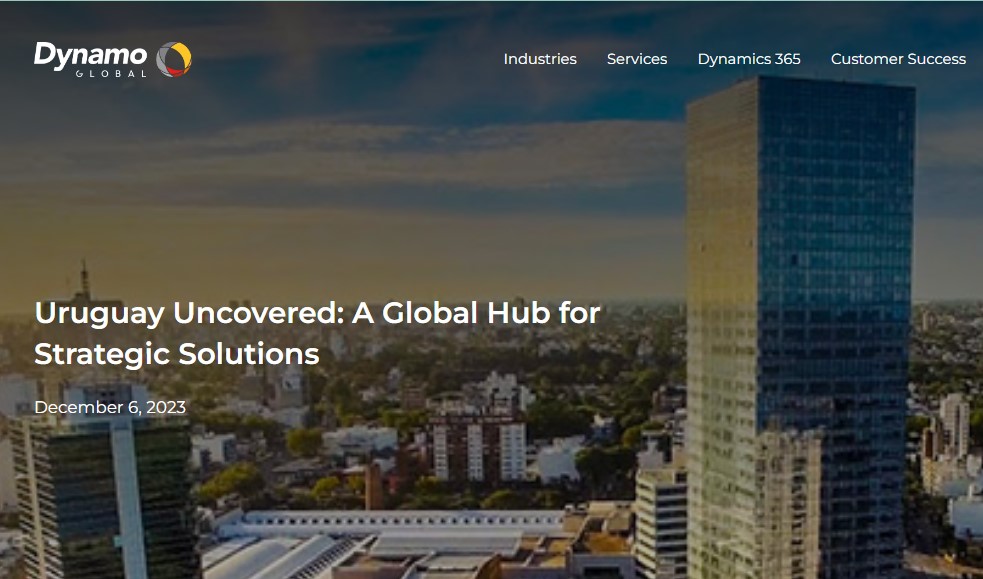 Dynamo
GLOBAL
Industries Services Dynamics 365 Customer Success
Uruguay Uncovered: A Global Hub for
Strategic Solutions
December 6, 2023